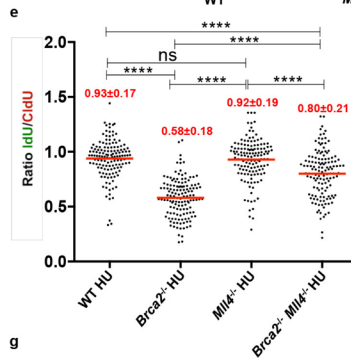 e
WT
M
****
****
ns
****
****
****
2.0
0.93±0.17
0.58±0.18
0.92±0.19
0.80±0.21
1.5
1.0
0.5
0.0
Ratio IdU/CldU
WT HU
Brca2⁻/⁻ HU
Mll4⁻/⁻ HU
Brca2⁻/⁻ Mll4⁻/⁻ HU
g